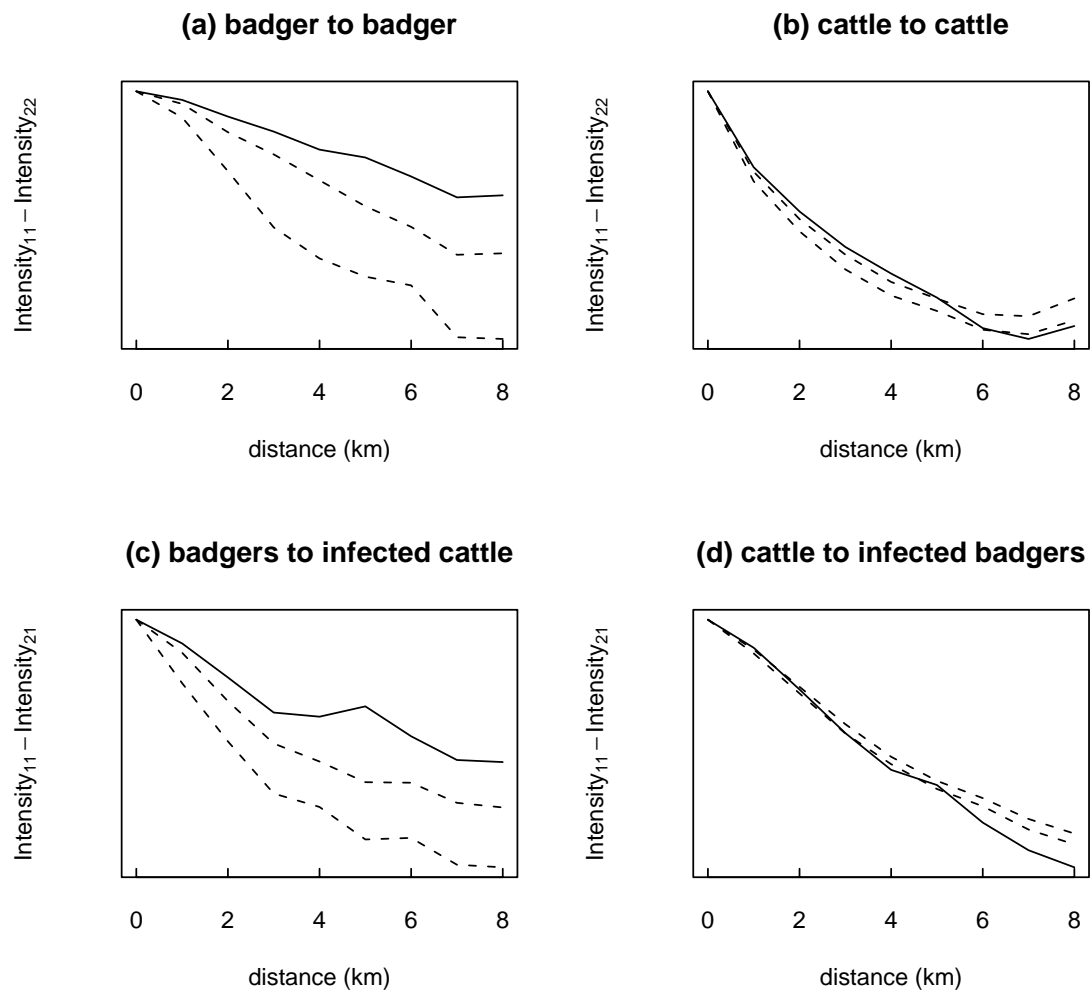 (a) badger to badger
Intensity₁₁ – Intensity₂₂
0 2 4 6 8
distance (km)
(b) cattle to cattle
Intensity₁₁ – Intensity₂₂
0 2 4 6 8
distance (km)
(c) badgers to infected cattle
Intensity₁₁ – Intensity₂₁
0 2 4 6 8
distance (km)
(d) cattle to infected badgers
Intensity₁₁ – Intensity₂₁
0 2 4 6 8
distance (km)